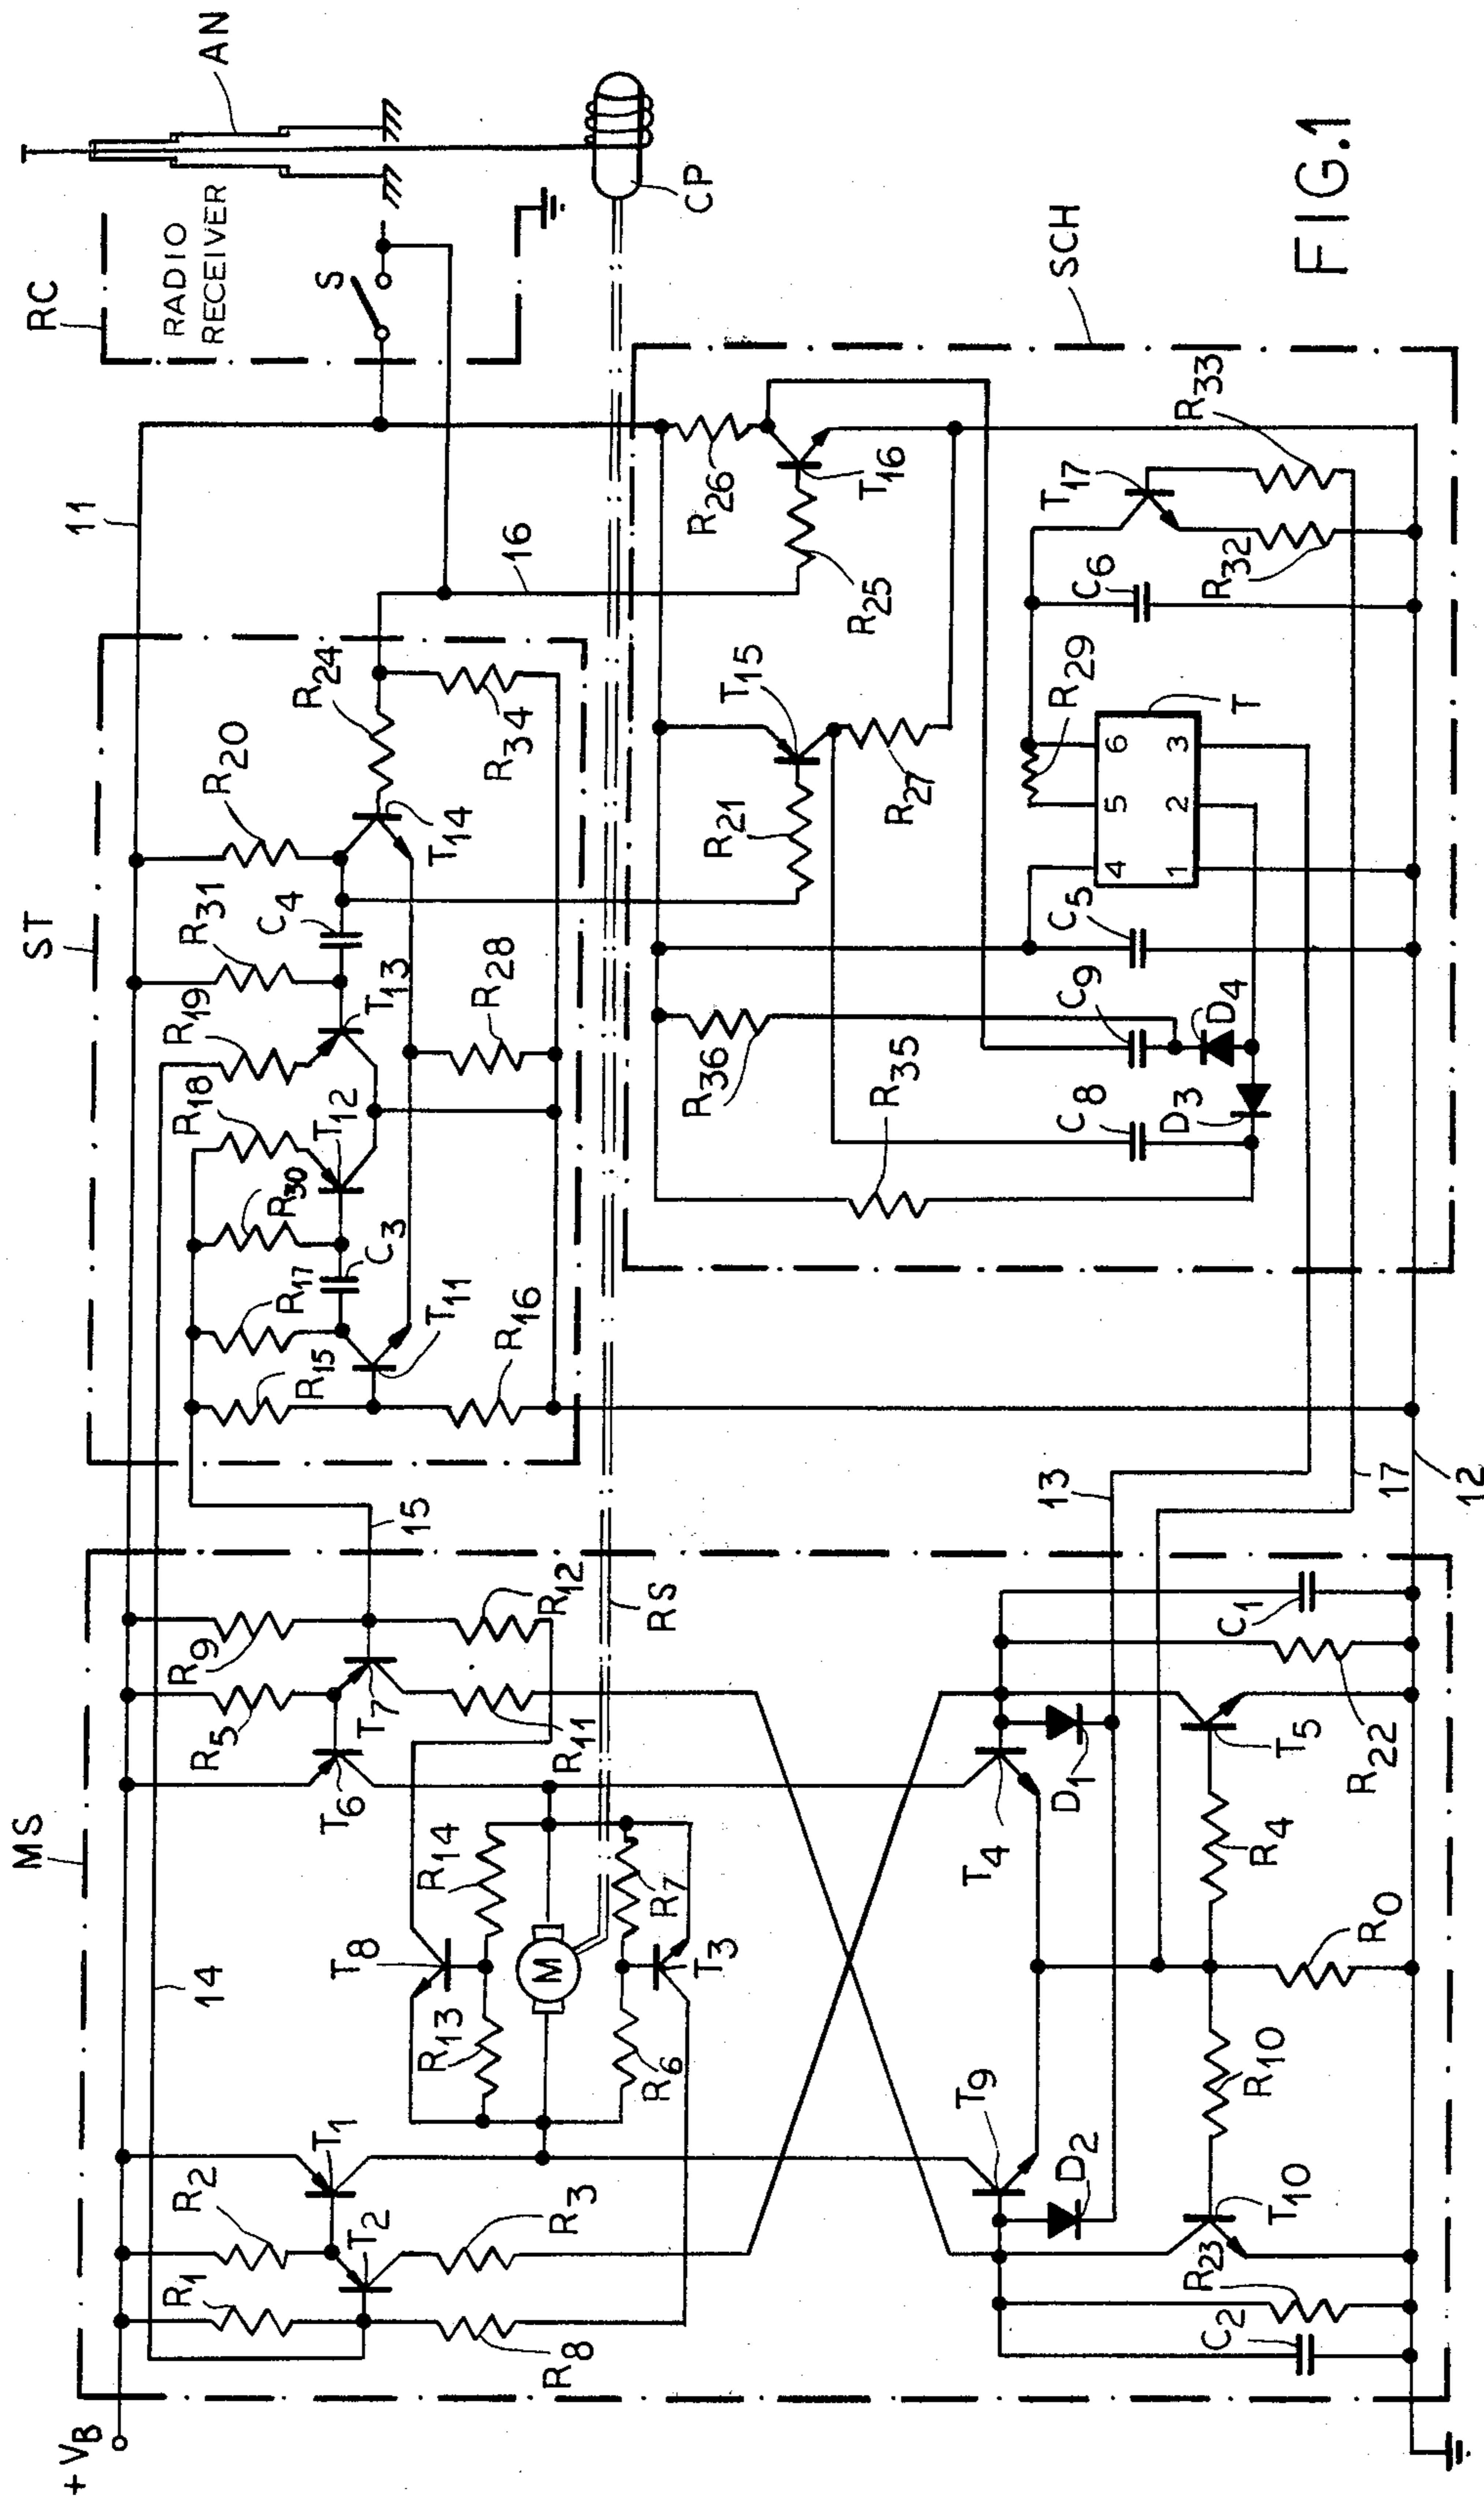 FIG.1
+VB
MS
R1
R2
T1
T2
R8
R3
14
T8
R13
R14
M
R6
R7
T3
T6
R5
R9
T7
R11
R12
RS
15
C2
R23
T10
D2
T9
R10
R0
R4
T4
D1
T5
R22
C1
13
17
12
ST
R15
R17
R30
R18
R19
R31
R20
R24
C3
T12
T13
C4
T14
T11
R16
R28
R34
11
16
RC
RADIO
RECEIVER
S
AN
CP
SCH
R26
T16
R25
T15
R21
R27
R36
R35
C8
C9
D3
D4
C5
4
5
6
1
2
3
T
R29
C6
T17
R32
R33